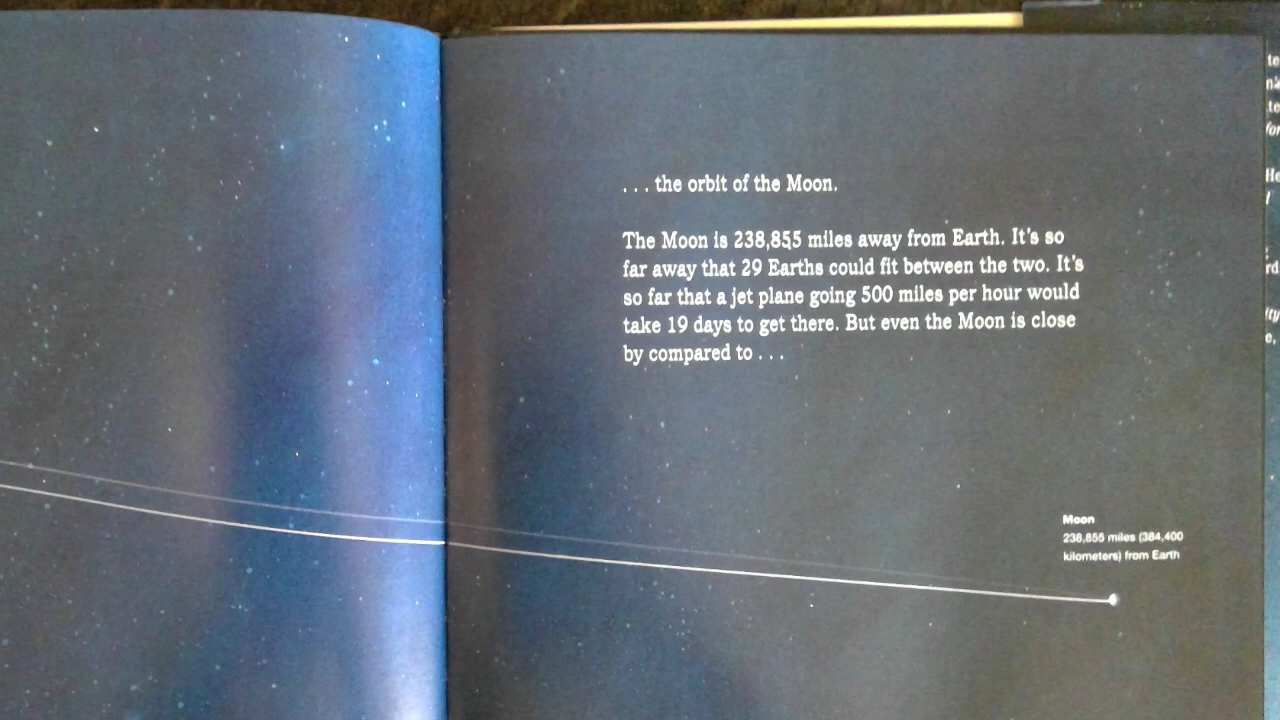 . . . the orbit of the Moon.
The Moon is 238,855 miles away from Earth. It's so
far away that 29 Earths could fit between the two. It's
so far that a jet plane going 500 miles per hour would
take 19 days to get there. But even the Moon is close
by compared to . . .
Moon
238,855 miles (384,400
kilometers) from Earth